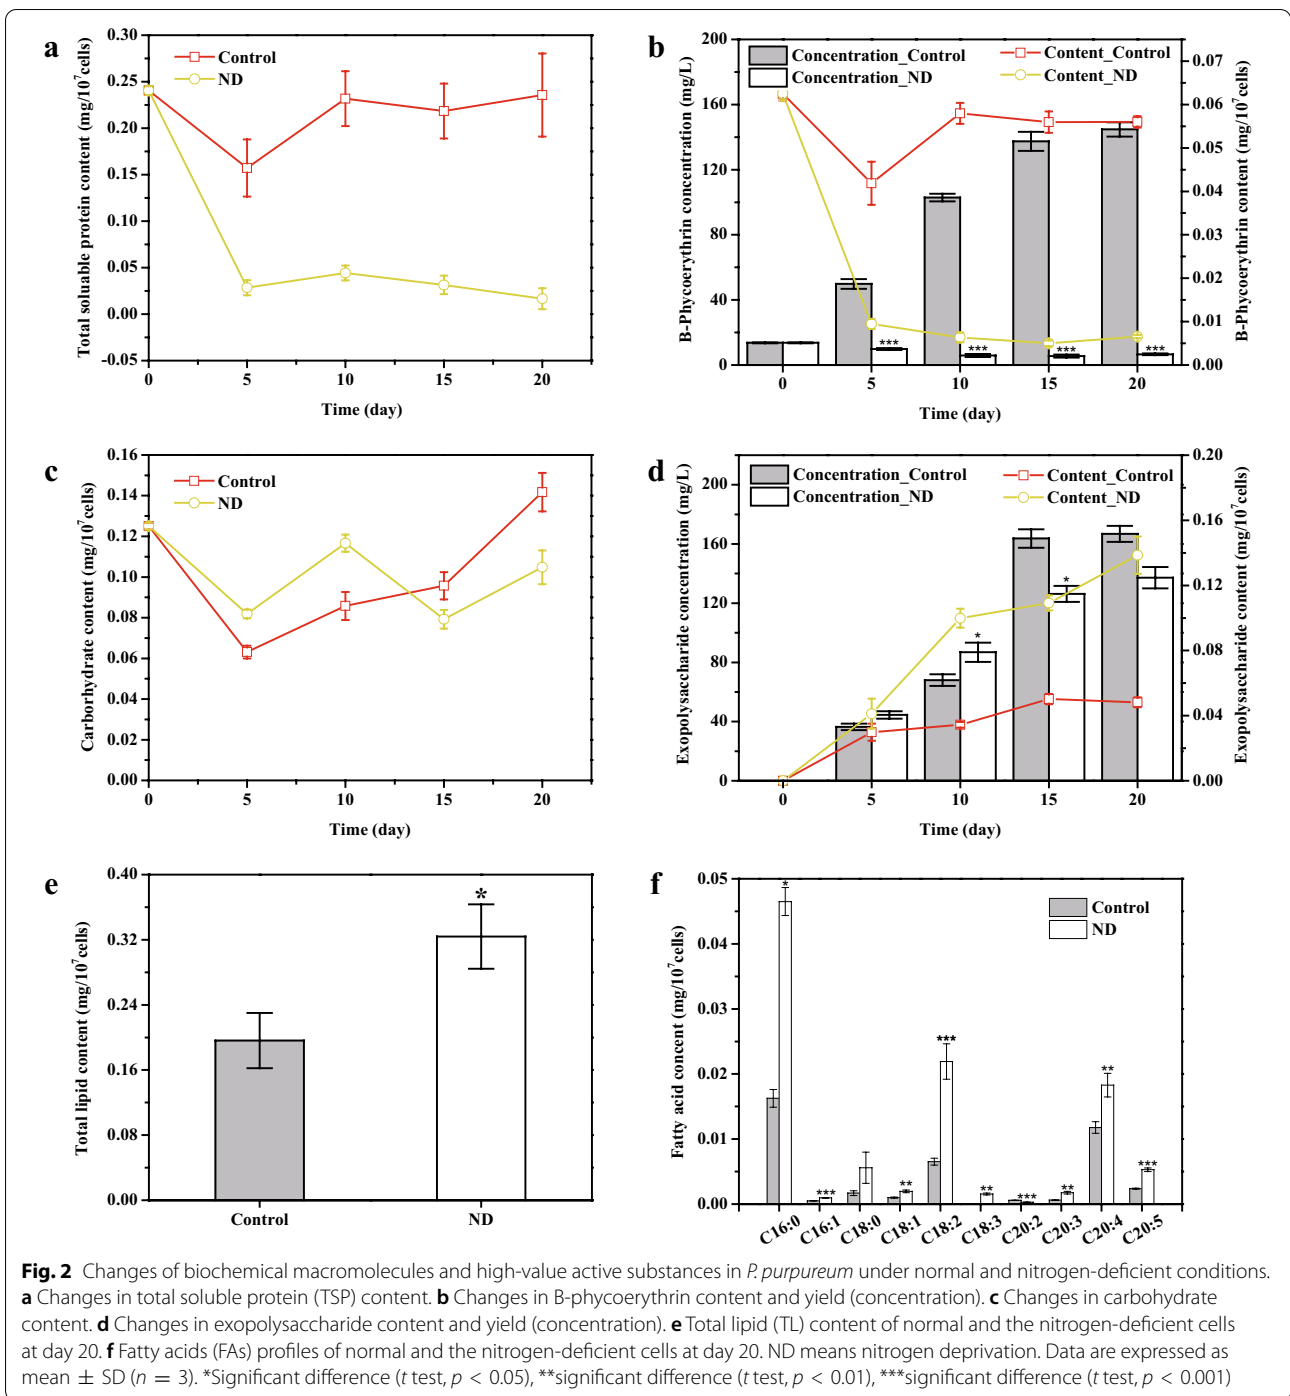 a
0.30
0.25
0.20
0.15
0.10
0.05
0.00
-0.05
Total soluable protein content (mg/10⁷cells)
Control
ND
0 5 10 15 20
Time (day)
b
200
160
120
80
40
0
B-Phycoerythrin concentration (mg/L)
Concentration_Control
Concentration_ND
Content_Control
Content_ND
*** *** *** ***
0.07
0.06
0.05
0.04
0.03
0.02
0.01
0.00
B-Phycoerythrin content (mg/10⁷cells)
0 5 10 15 20
Time (day)
c
0.16
0.14
0.12
0.10
0.08
0.06
0.04
0.02
0.00
Carborhydrate content (mg/10⁷cells)
Control
ND
0 5 10 15 20
Time (day)
d
200
160
120
80
40
0
Exopolysaccharide concentration (mg/L)
Concentration_Control
Concentration_ND
Content_Control
Content_ND
* *
0.20
0.16
0.12
0.08
0.04
0.00
Exopolysaccharide content (mg/10⁷cells)
0 5 10 15 20
Time (day)
e
0.40
0.32
0.24
0.16
0.08
0.00
Total lipid content (mg/10⁷cells)
*
Control ND
f
0.05
0.04
0.03
0.02
0.01
0.00
Fatty acid concent (mg/10⁷cells)
Control
ND
* *** ** *** ** *** ** ** ***
C16:0 C16:1 C18:0 C18:1 C18:2 C18:3 C20:2 C20:3 C20:4 C20:5
Fig. 2 Changes of biochemical macromolecules and high-value active substances in P. purpureum under normal and nitrogen-deficient conditions.
a Changes in total soluble protein (TSP) content. b Changes in B-phycoerythrin content and yield (concentration). c Changes in carbohydrate
content. d Changes in exopolysaccharide content and yield (concentration). e Total lipid (TL) content of normal and the nitrogen-deficient cells
at day 20. f Fatty acids (FAs) profiles of normal and the nitrogen-deficient cells at day 20. ND means nitrogen deprivation. Data are expressed as
mean ± SD (n = 3). *Significant difference (t test, p < 0.05), **significant difference (t test, p < 0.01), ***significant difference (t test, p < 0.001)